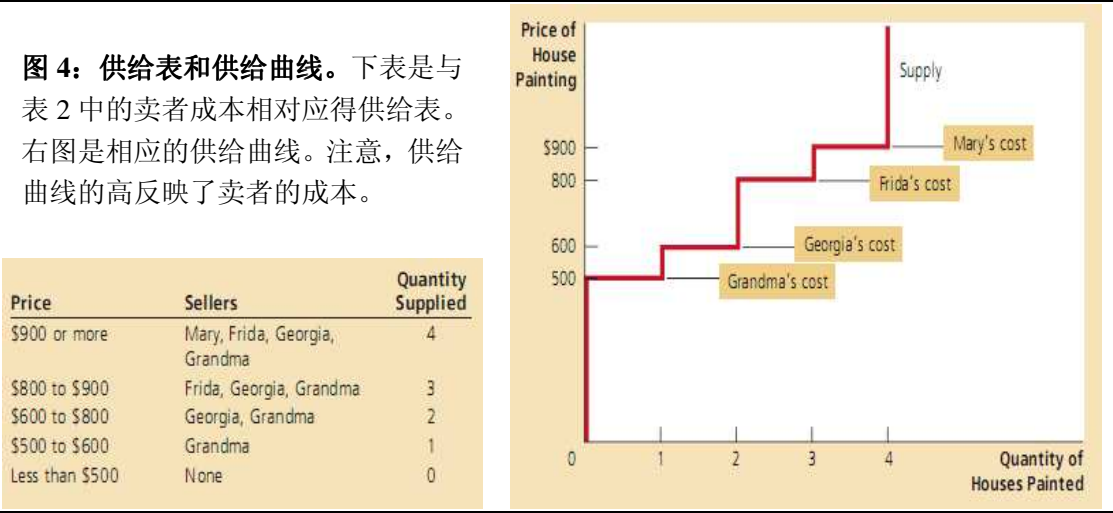 图 4：供给表和供给曲线。下表是与
表 2 中的卖者成本相对应得供给表。
右图是相应的供给曲线。注意，供给
曲线的高反映了卖者的成本。
Price Sellers Quantity Supplied
$900 or more Mary, Frida, Georgia, Grandma 4
$800 to $900 Frida, Georgia, Grandma 3
$600 to $800 Georgia, Grandma 2
$500 to $600 Grandma 1
Less than $500 None 0
Price of
House
Painting
Supply
$900
Mary's cost
800
Frida's cost
600
Georgia's cost
500
Grandma's cost
0 1 2 3 4
Quantity of
Houses Painted